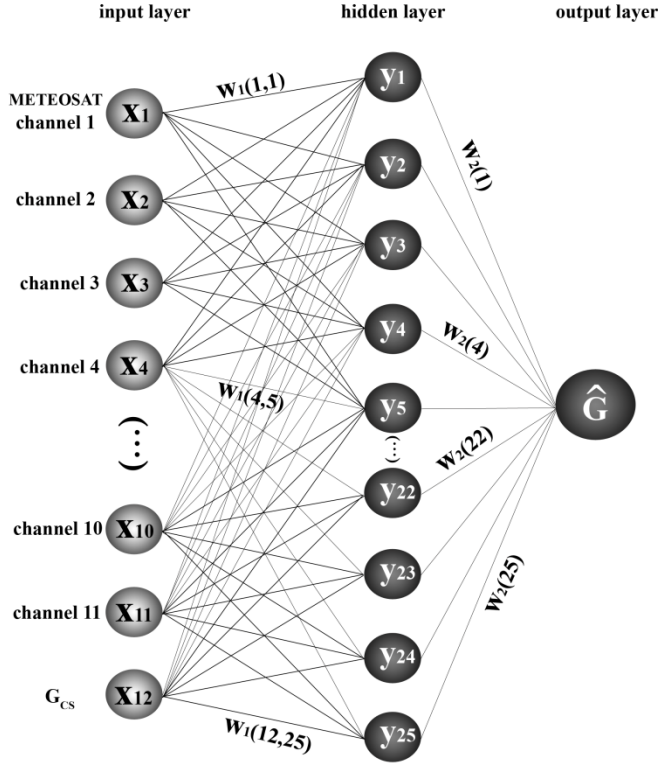 input layer hidden layer output layer
METEOSAT
channel 1
x1
W1(1,1)
y1
channel 2
x2
y2
W2(1)
channel 3
x3
y3
channel 4
x4
y4
W2(4)
W1(4,5)
y5
Ĝ
(...)
(...)
W2(22)
y22
channel 10
x10
y23
channel 11
x11
W2(25)
y24
GCS
x12
W1(12,25)
y25